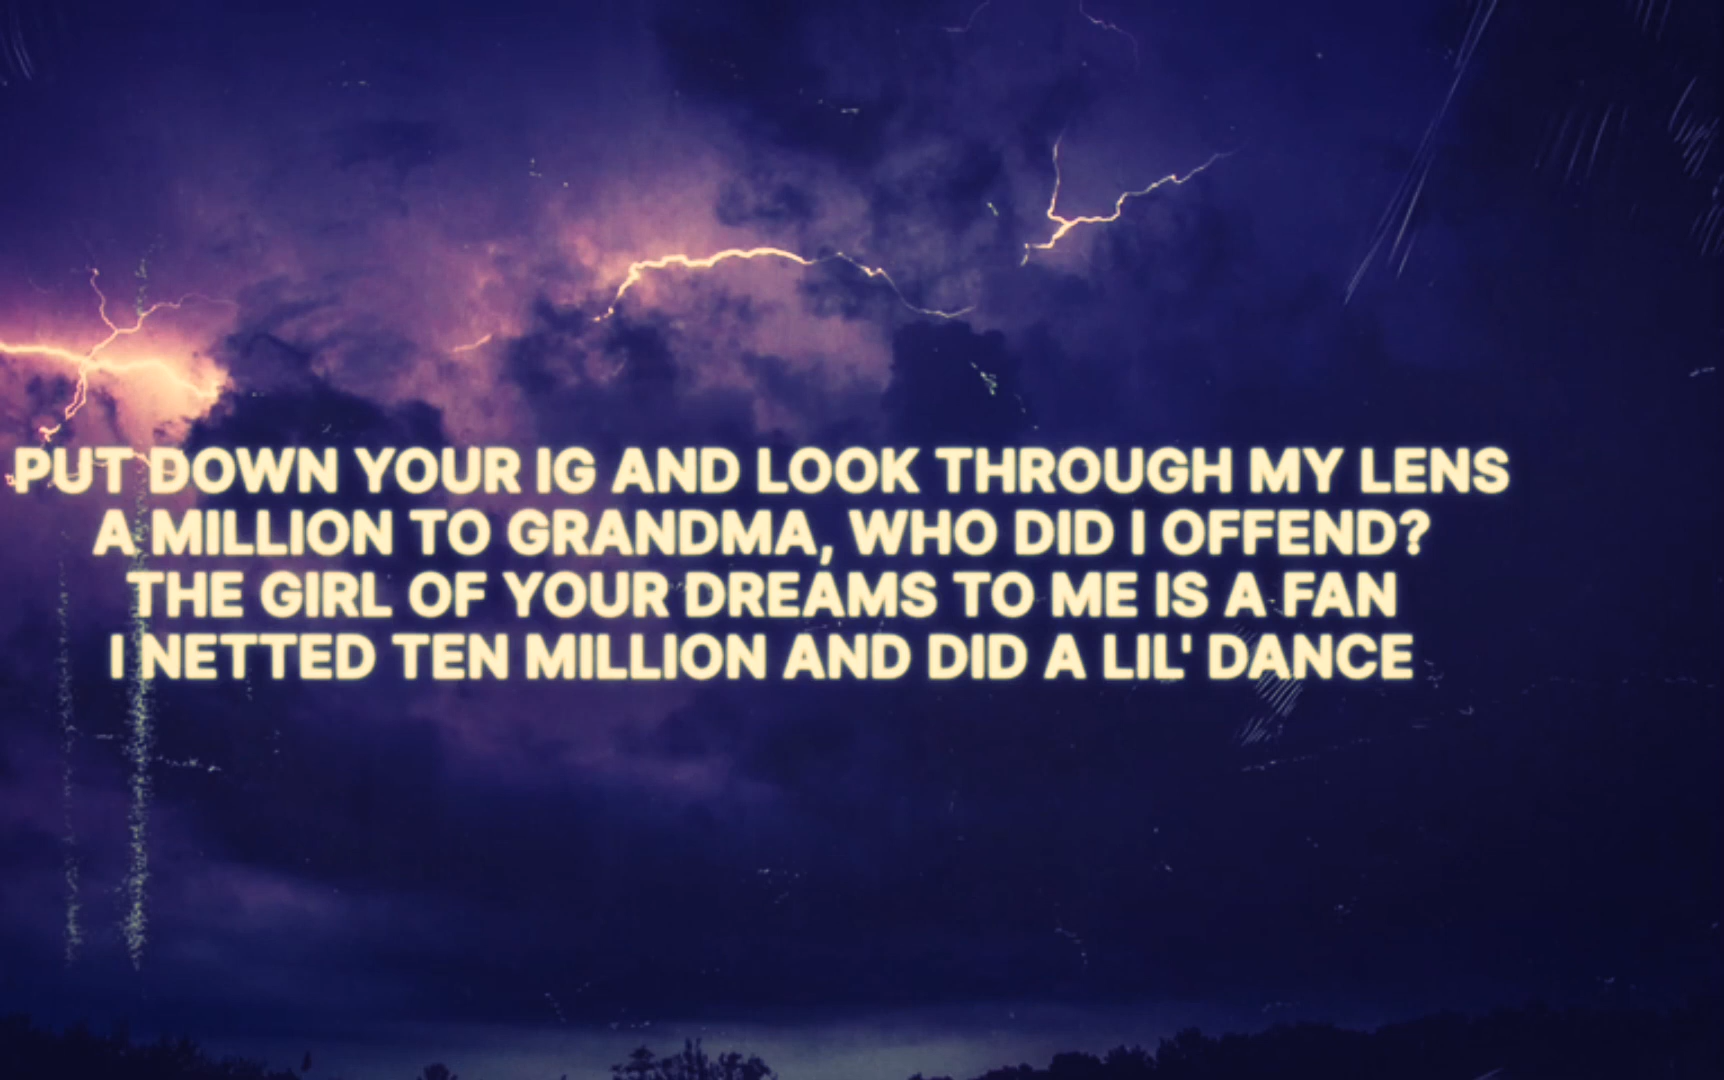 PUT DOWN YOUR IG AND LOOK THROUGH MY LENS
A MILLION TO GRANDMA, WHO DID I OFFEND?
THE GIRL OF YOUR DREAMS TO ME IS A FAN
I NETTED TEN MILLION AND DID A LIL' DANCE